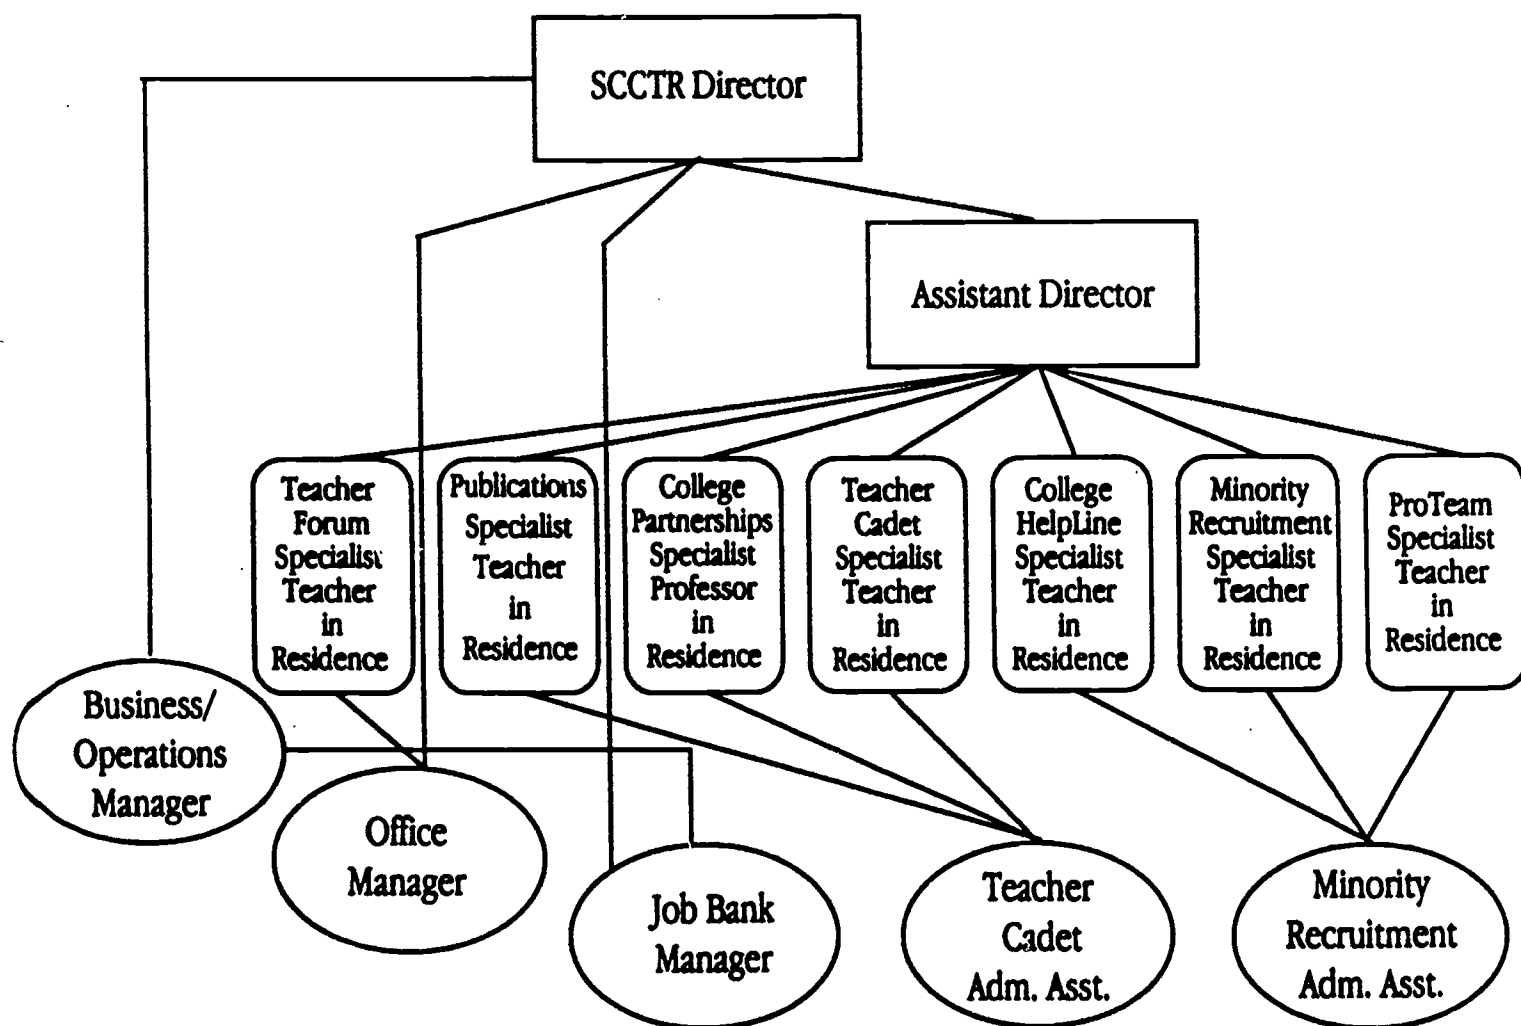 SCCTR Director
Assistant Director
Teacher
Forum
Specialist
Teacher
in
Residence
Publications
Specialist
Teacher
in
Residence
College
Partnerships
Specialist
Professor
in
Residence
Teacher
Cadet
Specialist
Teacher
in
Residence
College
HelpLine
Specialist
Teacher
in
Residence
Minority
Recruitment
Specialist
Teacher
in
Residence
ProTeam
Specialist
Teacher
in
Residence
Business/
Operations
Manager
Office
Manager
Job Bank
Manager
Teacher
Cadet
Adm. Asst.
Minority
Recruitment
Adm. Asst.